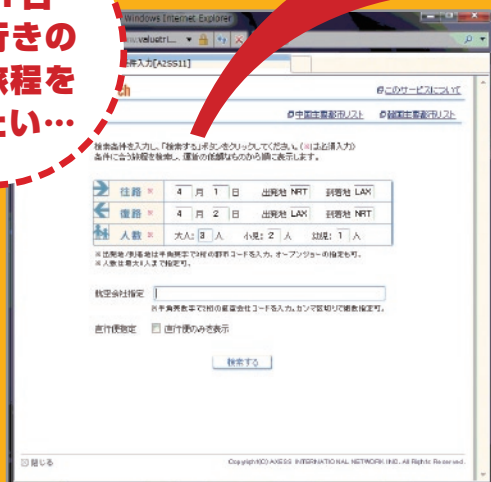 行きの
旅程を
たい…
Windows Internet Explorer
件入力[A2SS11]
このサービスについて
中国主要都市リスト 韓国主要都市リスト
検索条件を入力し、「検索する」ボタンをクリックしてください。(※は必須入力)
条件に合う旅程を検索し、運賃の低額なものから順に表示します。
往路 ※ 4 月 1 日 出発地 NRT 到着地 LAX
復路 ※ 4 月 2 日 出発地 LAX 到着地 NRT
人数 ※ 大人: 3 人 小児: 2 人 幼児: 1 人
※出発地/到着地は半角英字で3桁の都市コードを入力。オープンジョーの指定も可。
※人数は最大9人まで指定可。
航空会社指定
※半角英数字で2桁の航空会社コードを入力。カンマ区切りで複数指定可。
直行便指定 直行便のみを表示
検索する
閉じる
Copyright(C) AXESS INTERNATIONAL NETWORK INC. All Rights Reserved.